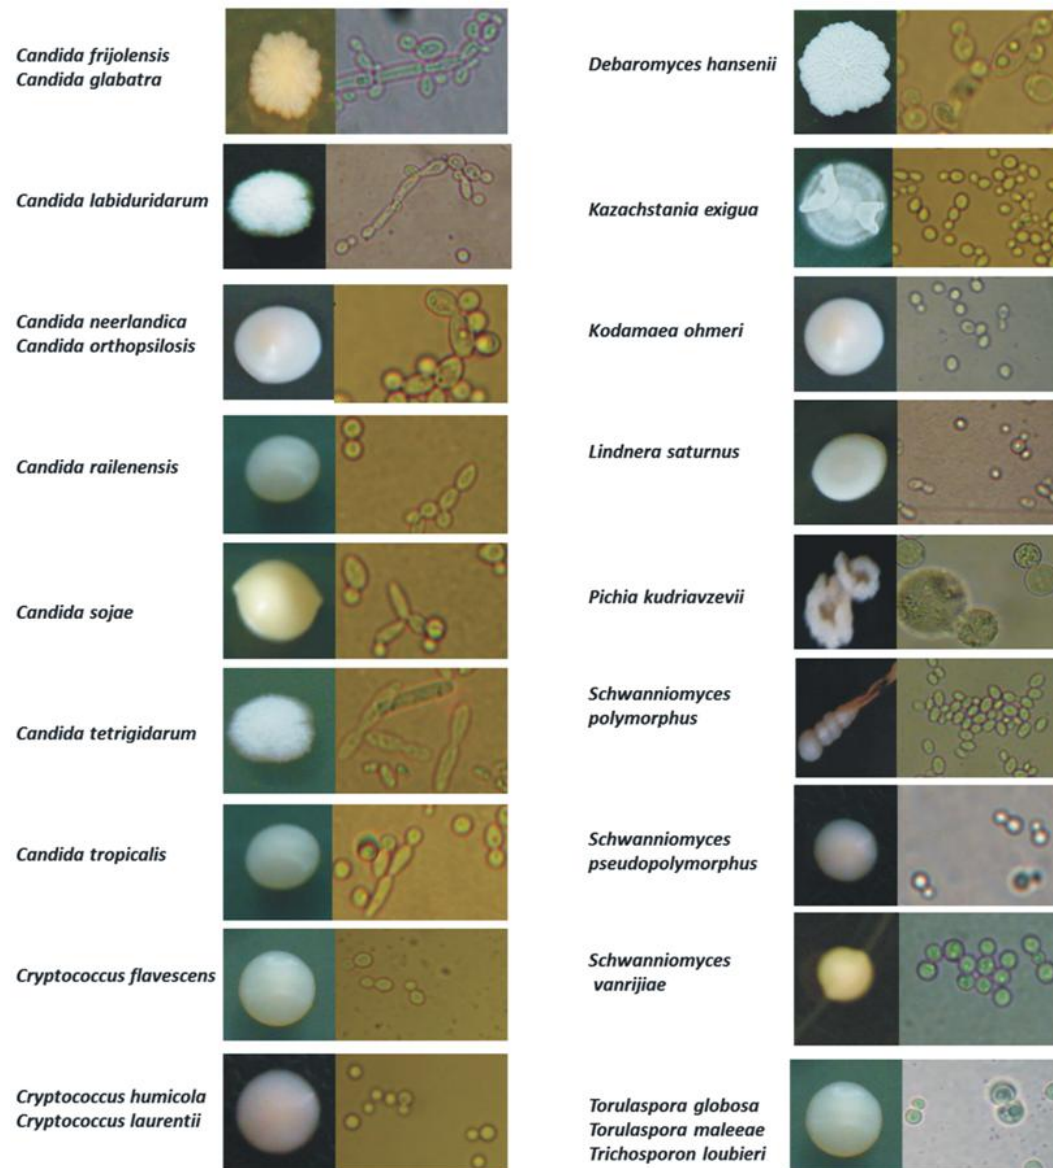 Candida frijolensis
Candida glabatra
Candida labiduridarum
Candida neerlandica
Candida orthopsilosis
Candida railenensis
Candida sojae
Candida tetrigidarum
Candida tropicalis
Cryptococcus flavescens
Cryptococcus humicola
Cryptococcus laurentii
Debaromyces hansenii
Kazachstania exigua
Kodamaea ohmeri
Lindnera saturnus
Pichia kudriavzevii
Schwanniomyces
polymorphus
Schwanniomyces
pseudopolymorphus
Schwanniomyces
vanrijiae
Torulaspora globosa
Torulaspora maleeae
Trichosporon loubieri